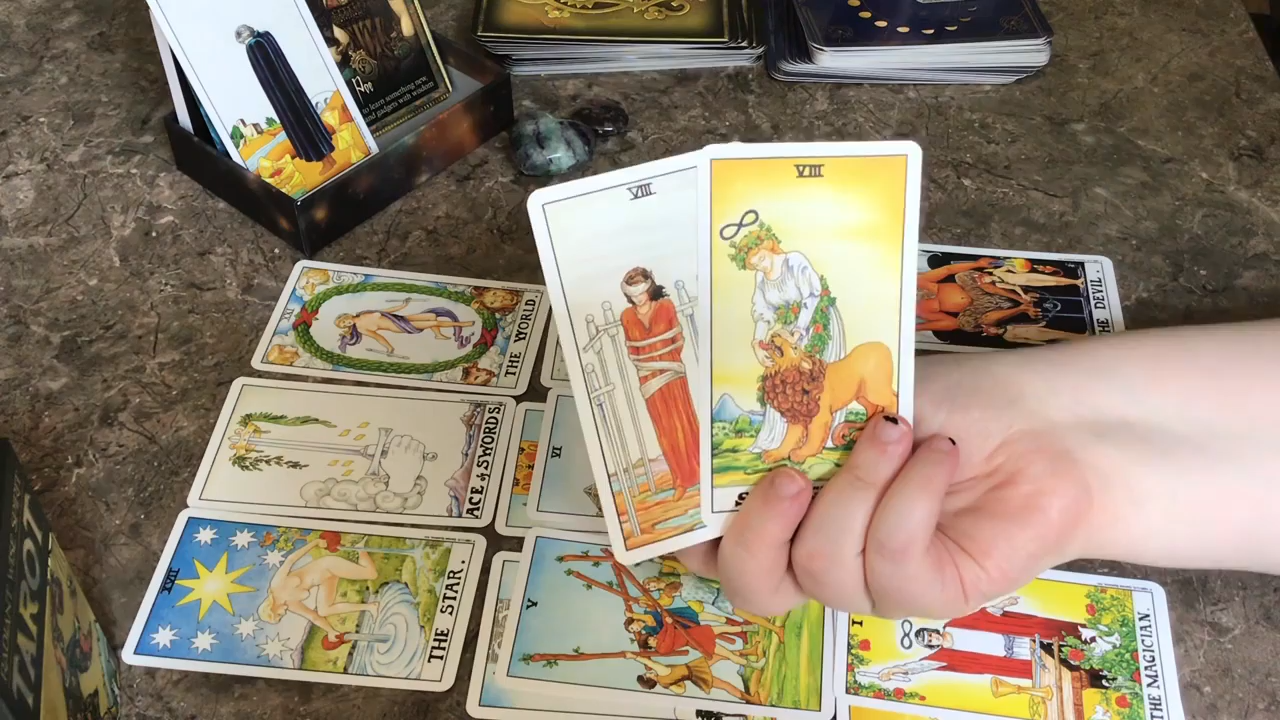 to learn something new
and gadgets with wisdom
VIII
VIII
THE DEVIL.
XXI
THE WORLD.
ACE of SWORDS
VI
XVII
THE STAR.
V
I
THE MAGICIAN.
TAROT